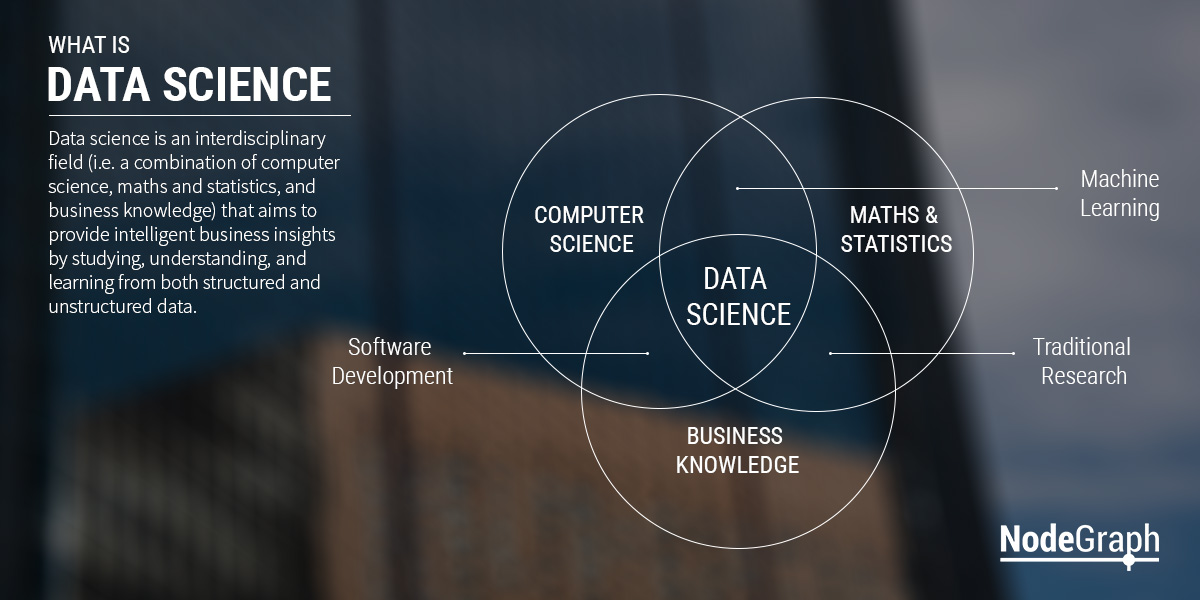 WHAT IS
DATA SCIENCE
Data science is an interdisciplinary
field (i.e. a combination of computer
science, maths and statistics, and
business knowledge) that aims to
provide intelligent business insights
by studying, understanding, and
learning from both structured and
unstructured data.
COMPUTER
SCIENCE
MATHS &
STATISTICS
Machine
Learning
DATA
SCIENCE
Software
Development
Traditional
Research
BUSINESS
KNOWLEDGE
NodeGraph